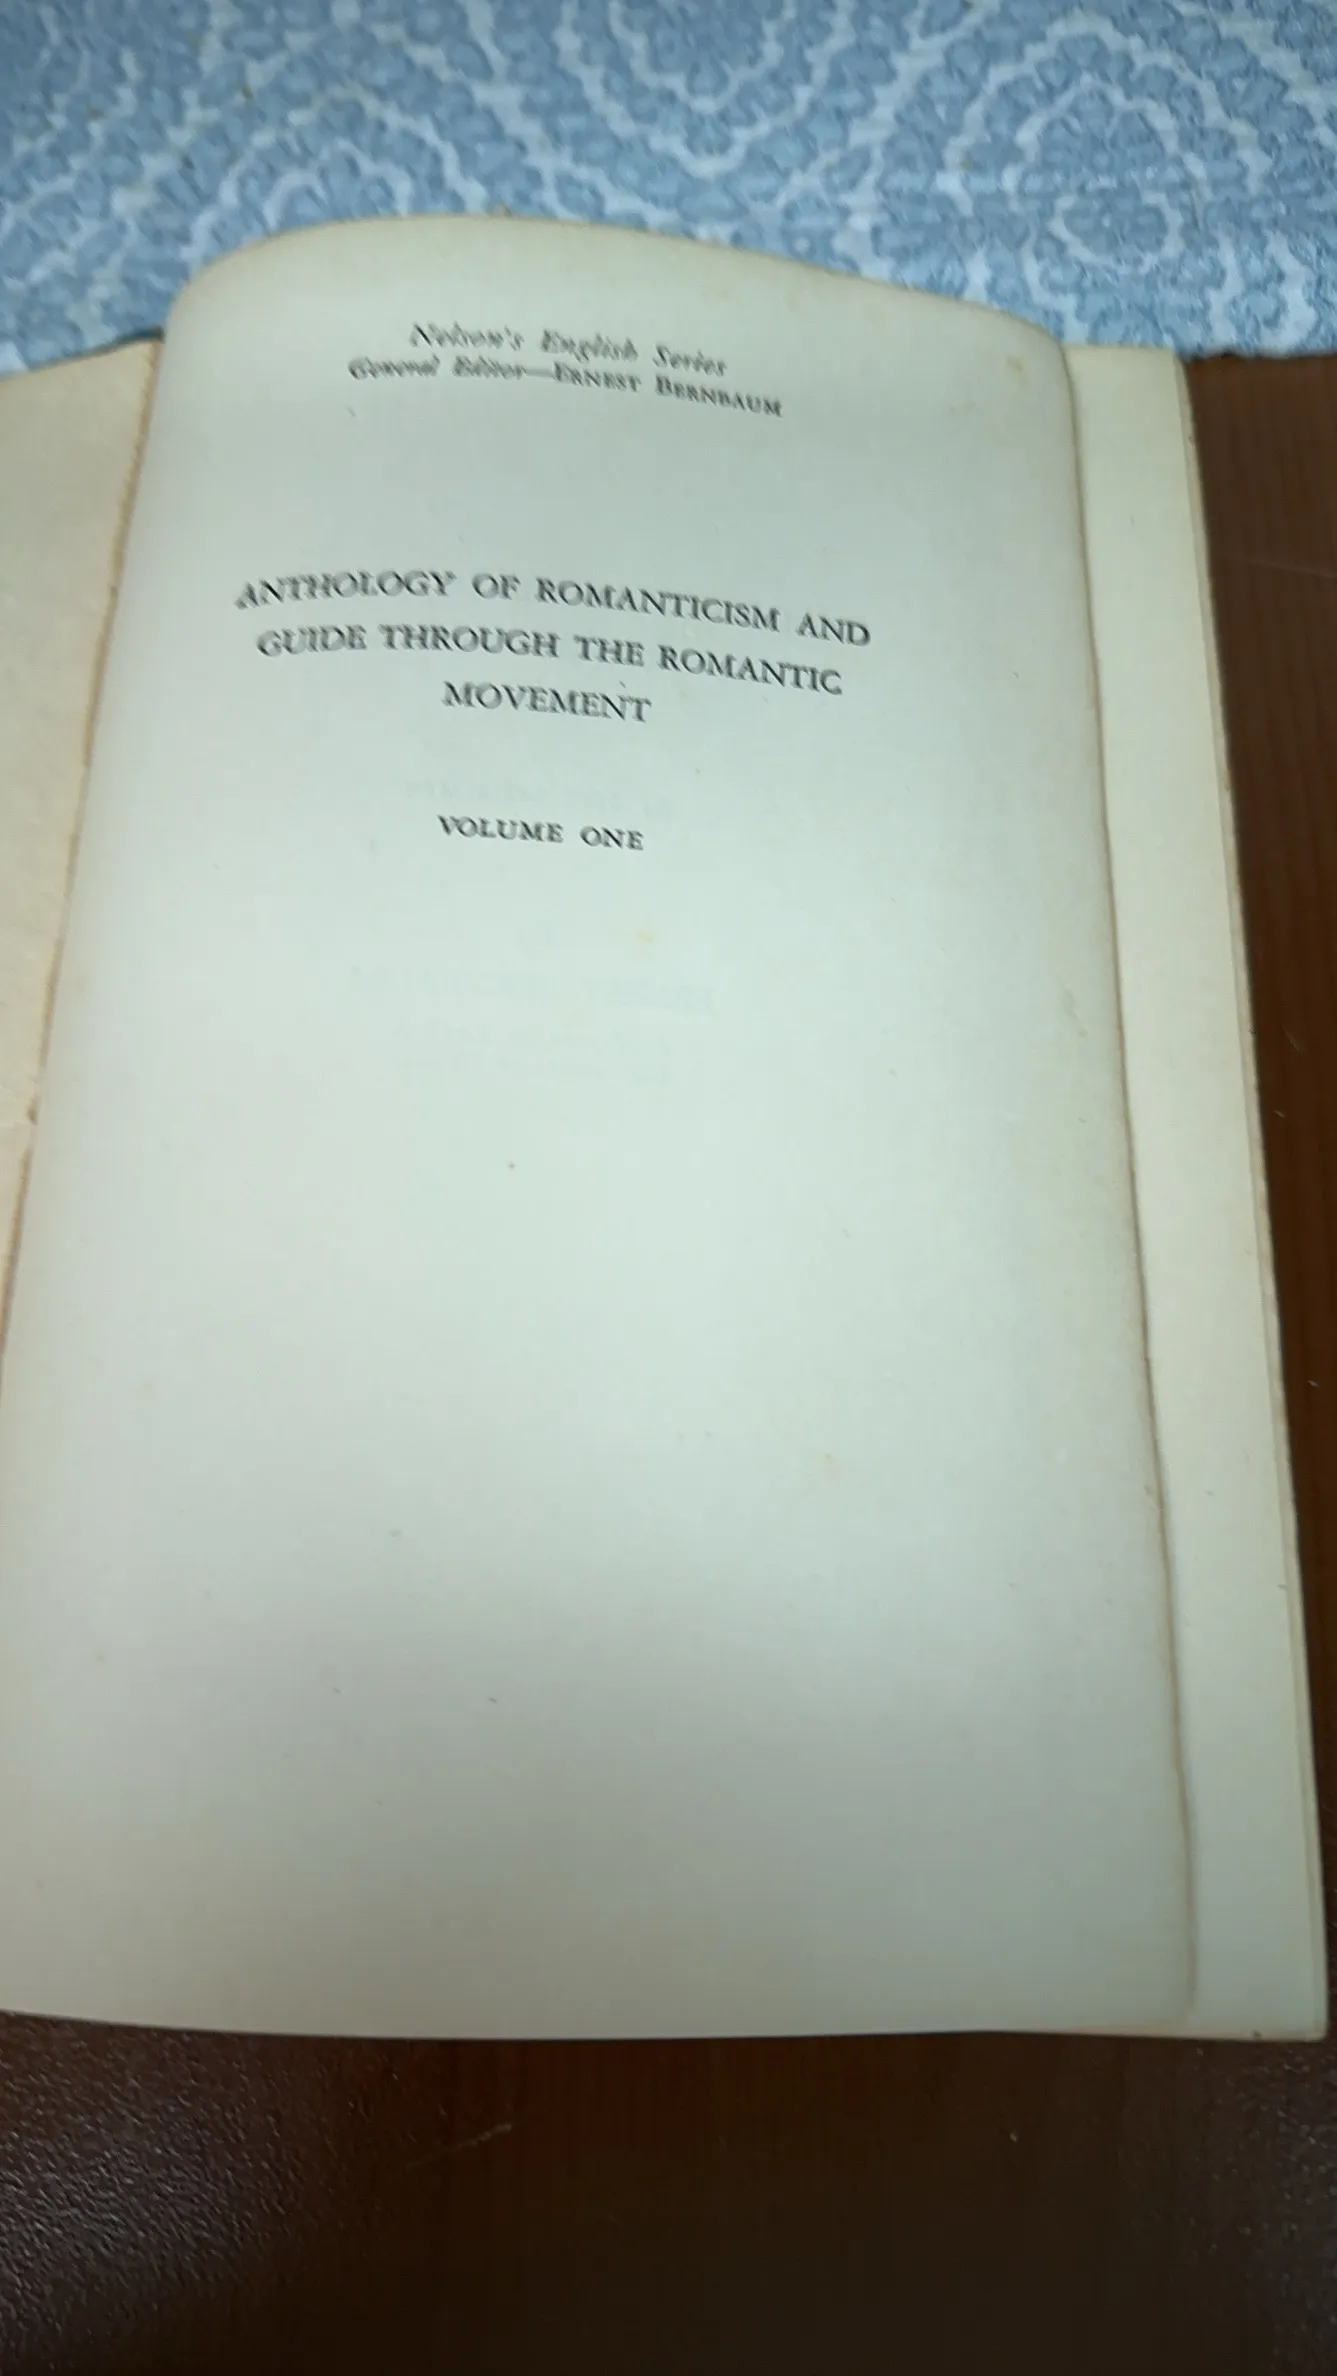 Nelson's English Series
General Editor—ERNEST BERNBAUM
ANTHOLOGY OF ROMANTICISM AND
GUIDE THROUGH THE ROMANTIC
MOVEMENT
VOLUME ONE